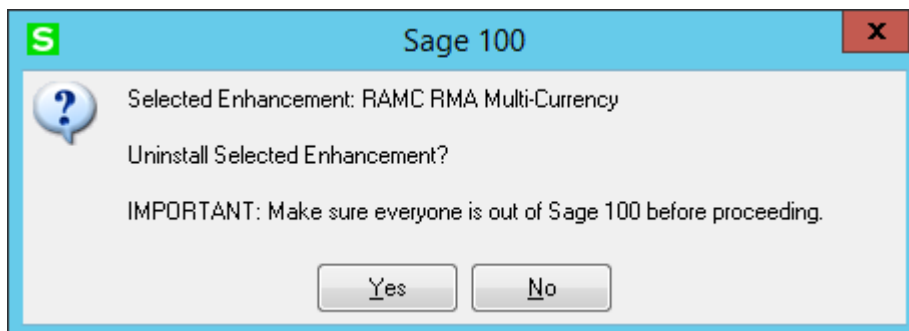 S
Sage 100
x
?
Selected Enhancement: RAMC RMA Multi-Currency
Uninstall Selected Enhancement?
IMPORTANT: Make sure everyone is out of Sage 100 before proceeding.
Yes
No